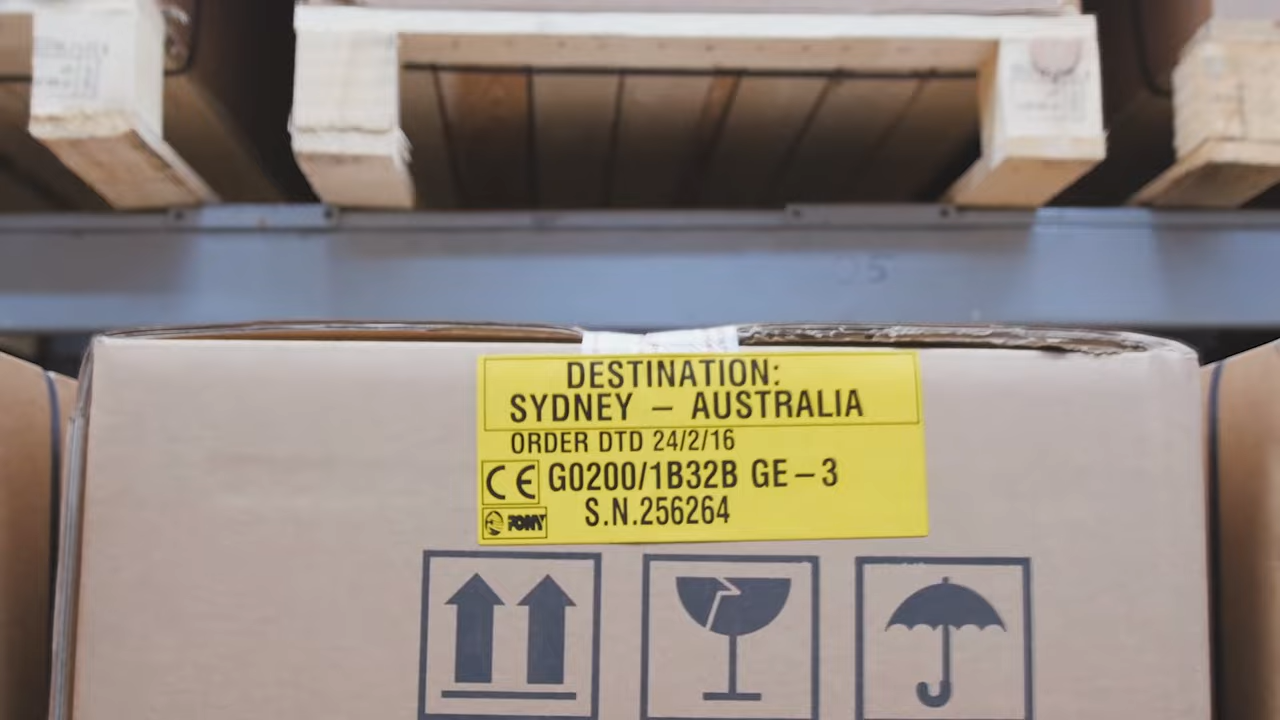 DESTINATION:
SYDNEY – AUSTRALIA
ORDER DTD 24/2/16
CE G0200/1B32B GE–3
S.N.256264